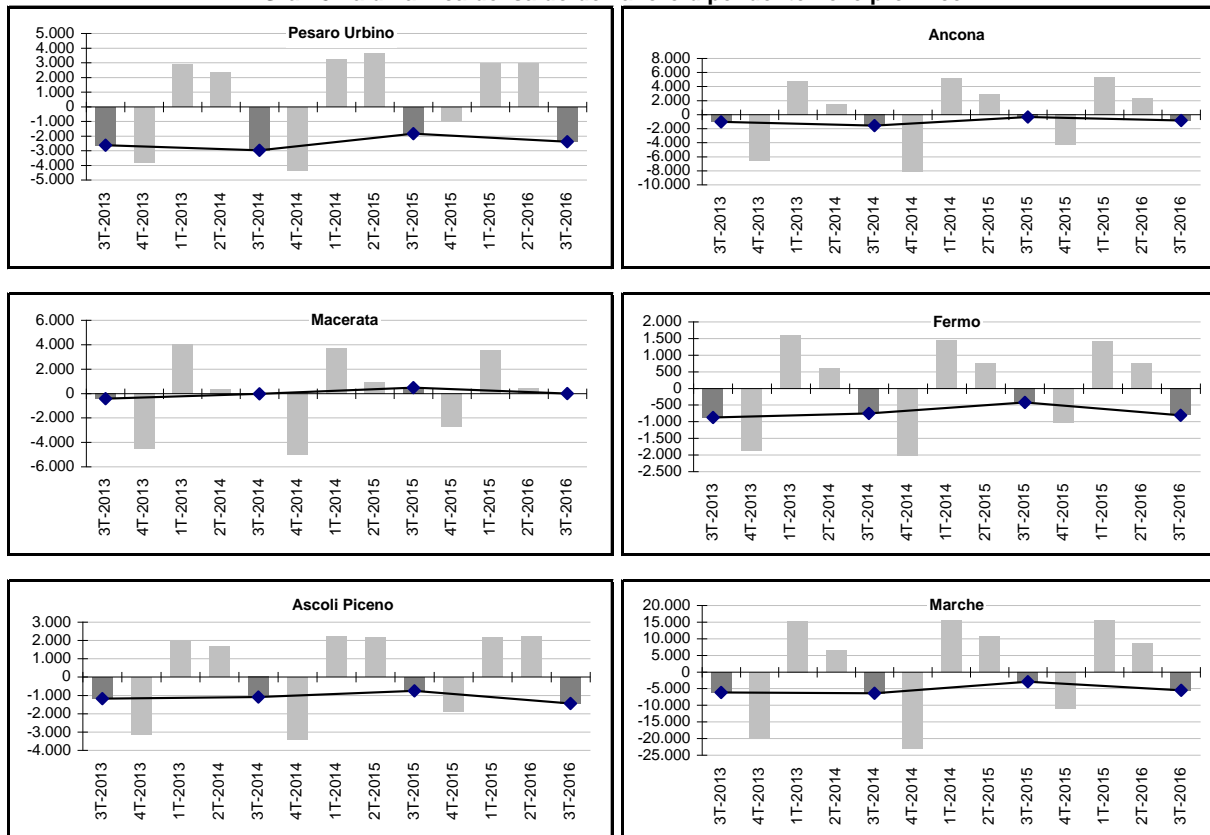 Pesaro Urbino
5.000
4.000
3.000
2.000
1.000
0
-1.000
-2.000
-3.000
-4.000
-5.000
3T-2013
4T-2013
1T-2013
2T-2014
3T-2014
4T-2014
1T-2014
2T-2015
3T-2015
4T-2015
1T-2015
2T-2016
3T-2016
Ancona
8.000
6.000
4.000
2.000
0
-2.000
-4.000
-6.000
-8.000
-10.000
3T-2013
4T-2013
1T-2013
2T-2014
3T-2014
4T-2014
1T-2014
2T-2015
3T-2015
4T-2015
1T-2015
2T-2016
3T-2016
Macerata
6.000
4.000
2.000
0
-2.000
-4.000
-6.000
3T-2013
4T-2013
1T-2013
2T-2014
3T-2014
4T-2014
1T-2014
2T-2015
3T-2015
4T-2015
1T-2015
2T-2016
3T-2016
Fermo
2.000
1.500
1.000
500
0
-500
-1.000
-1.500
-2.000
-2.500
3T-2013
4T-2013
1T-2013
2T-2014
3T-2014
4T-2014
1T-2014
2T-2015
3T-2015
4T-2015
1T-2015
2T-2016
3T-2016
Ascoli Piceno
3.000
2.000
1.000
0
-1.000
-2.000
-3.000
-4.000
3T-2013
4T-2013
1T-2013
2T-2014
3T-2014
4T-2014
1T-2014
2T-2015
3T-2015
4T-2015
1T-2015
2T-2016
3T-2016
Marche
20.000
15.000
10.000
5.000
0
-5.000
-10.000
-15.000
-20.000
-25.000
3T-2013
4T-2013
1T-2013
2T-2014
3T-2014
4T-2014
1T-2014
2T-2015
3T-2015
4T-2015
1T-2015
2T-2016
3T-2016